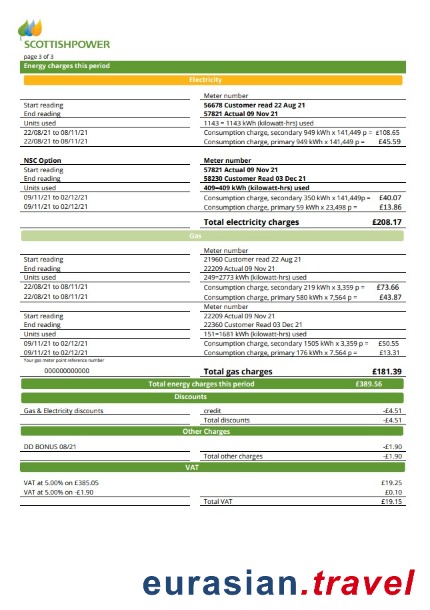 SCOTTISHPOWER
page 3 of 3
Energy charges this period
Electricity
Meter number
Start reading 56678 Customer read 22 Aug 21
End reading 57821 Actual 09 Nov 21
Units used 1143 = 1143 kWh (kilowatt-hrs) used
22/08/21 to 08/11/21 Consumption charge, secondary 949 kWh x 141,449 p = £108.65
22/08/21 to 08/11/21 Consumption charge, primary 949 kWh x 141,449 p = £45.59
NSC Option Meter number
Start reading 57821 Actual 09 Nov 21
End reading 58230 Customer Read 03 Dec 21
Units used 409=409 kWh (kilowatt-hrs) used
09/11/21 to 02/12/21 Consumption charge, secondary 350 kWh x 141,449p = £40.07
09/11/21 to 02/12/21 Consumption charge, primary 59 kWh x 23,498 p = £13.86
Total electricity charges £208.17
Gas
Meter number
Start reading 21960 Customer read 22 Aug 21
End reading 22209 Actual 09 Nov 21
Units used 249=2773 kWh (kilowatt-hrs) used
22/08/21 to 08/11/21 Consumption charge, secondary 219 kWh x 3,359 p = £73.66
22/08/21 to 08/11/21 Consumption charge, primary 580 kWh x 7,564 p = £43.87
Meter number
Start reading 22209 Actual 09 Nov 21
End reading 22360 Customer Read 03 Dec 21
Units used 151=1681 kWh (kilowatt-hrs) used
09/11/21 to 02/12/21 Consumption charge, secondary 1505 kWh x 3,359 p = £50.55
09/11/21 to 02/12/21 Consumption charge, primary 176 kWh x 7.564 p = £13.31
Your gas meter point reference number
000000000000 Total gas charges £181.39
Total energy charges this period £389.56
Discounts
Gas & Electricity discounts credit -£4.51
Total discounts -£4.51
Other Charges
DD BONUS 08/21 -£1.90
Total other charges -£1.90
VAT
VAT at 5.00% on £385.05 £19.25
VAT at 5.00% on -£1.90 £0.10
Total VAT £19.15
eurasian.travel